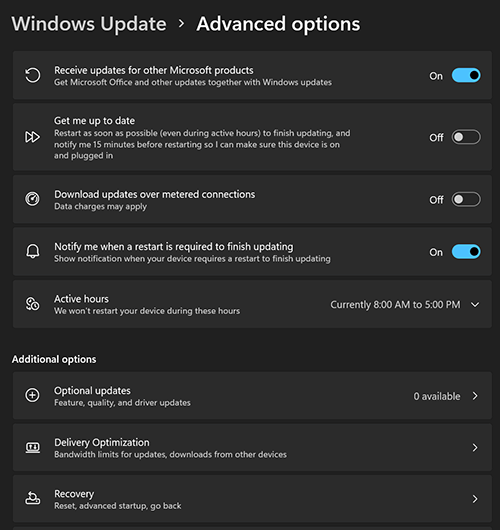 Windows Update > Advanced options
Receive updates for other Microsoft products
Get Microsoft Office and other updates together with Windows updates
On
Get me up to date
Restart as soon as possible (even during active hours) to finish updating, and
notify me 15 minutes before restarting so I can make sure this device is on
and plugged in
Off
Download updates over metered connections
Data charges may apply
Off
Notify me when a restart is required to finish updating
Show notification when your device requires a restart to finish updating
On
Active hours
We won't restart your device during these hours
Currently 8:00 AM to 5:00 PM
Additional options
Optional updates
Feature, quality, and driver updates
0 available
Delivery Optimization
Bandwidth limits for updates, downloads from other devices
Recovery
Reset, advanced startup, go back